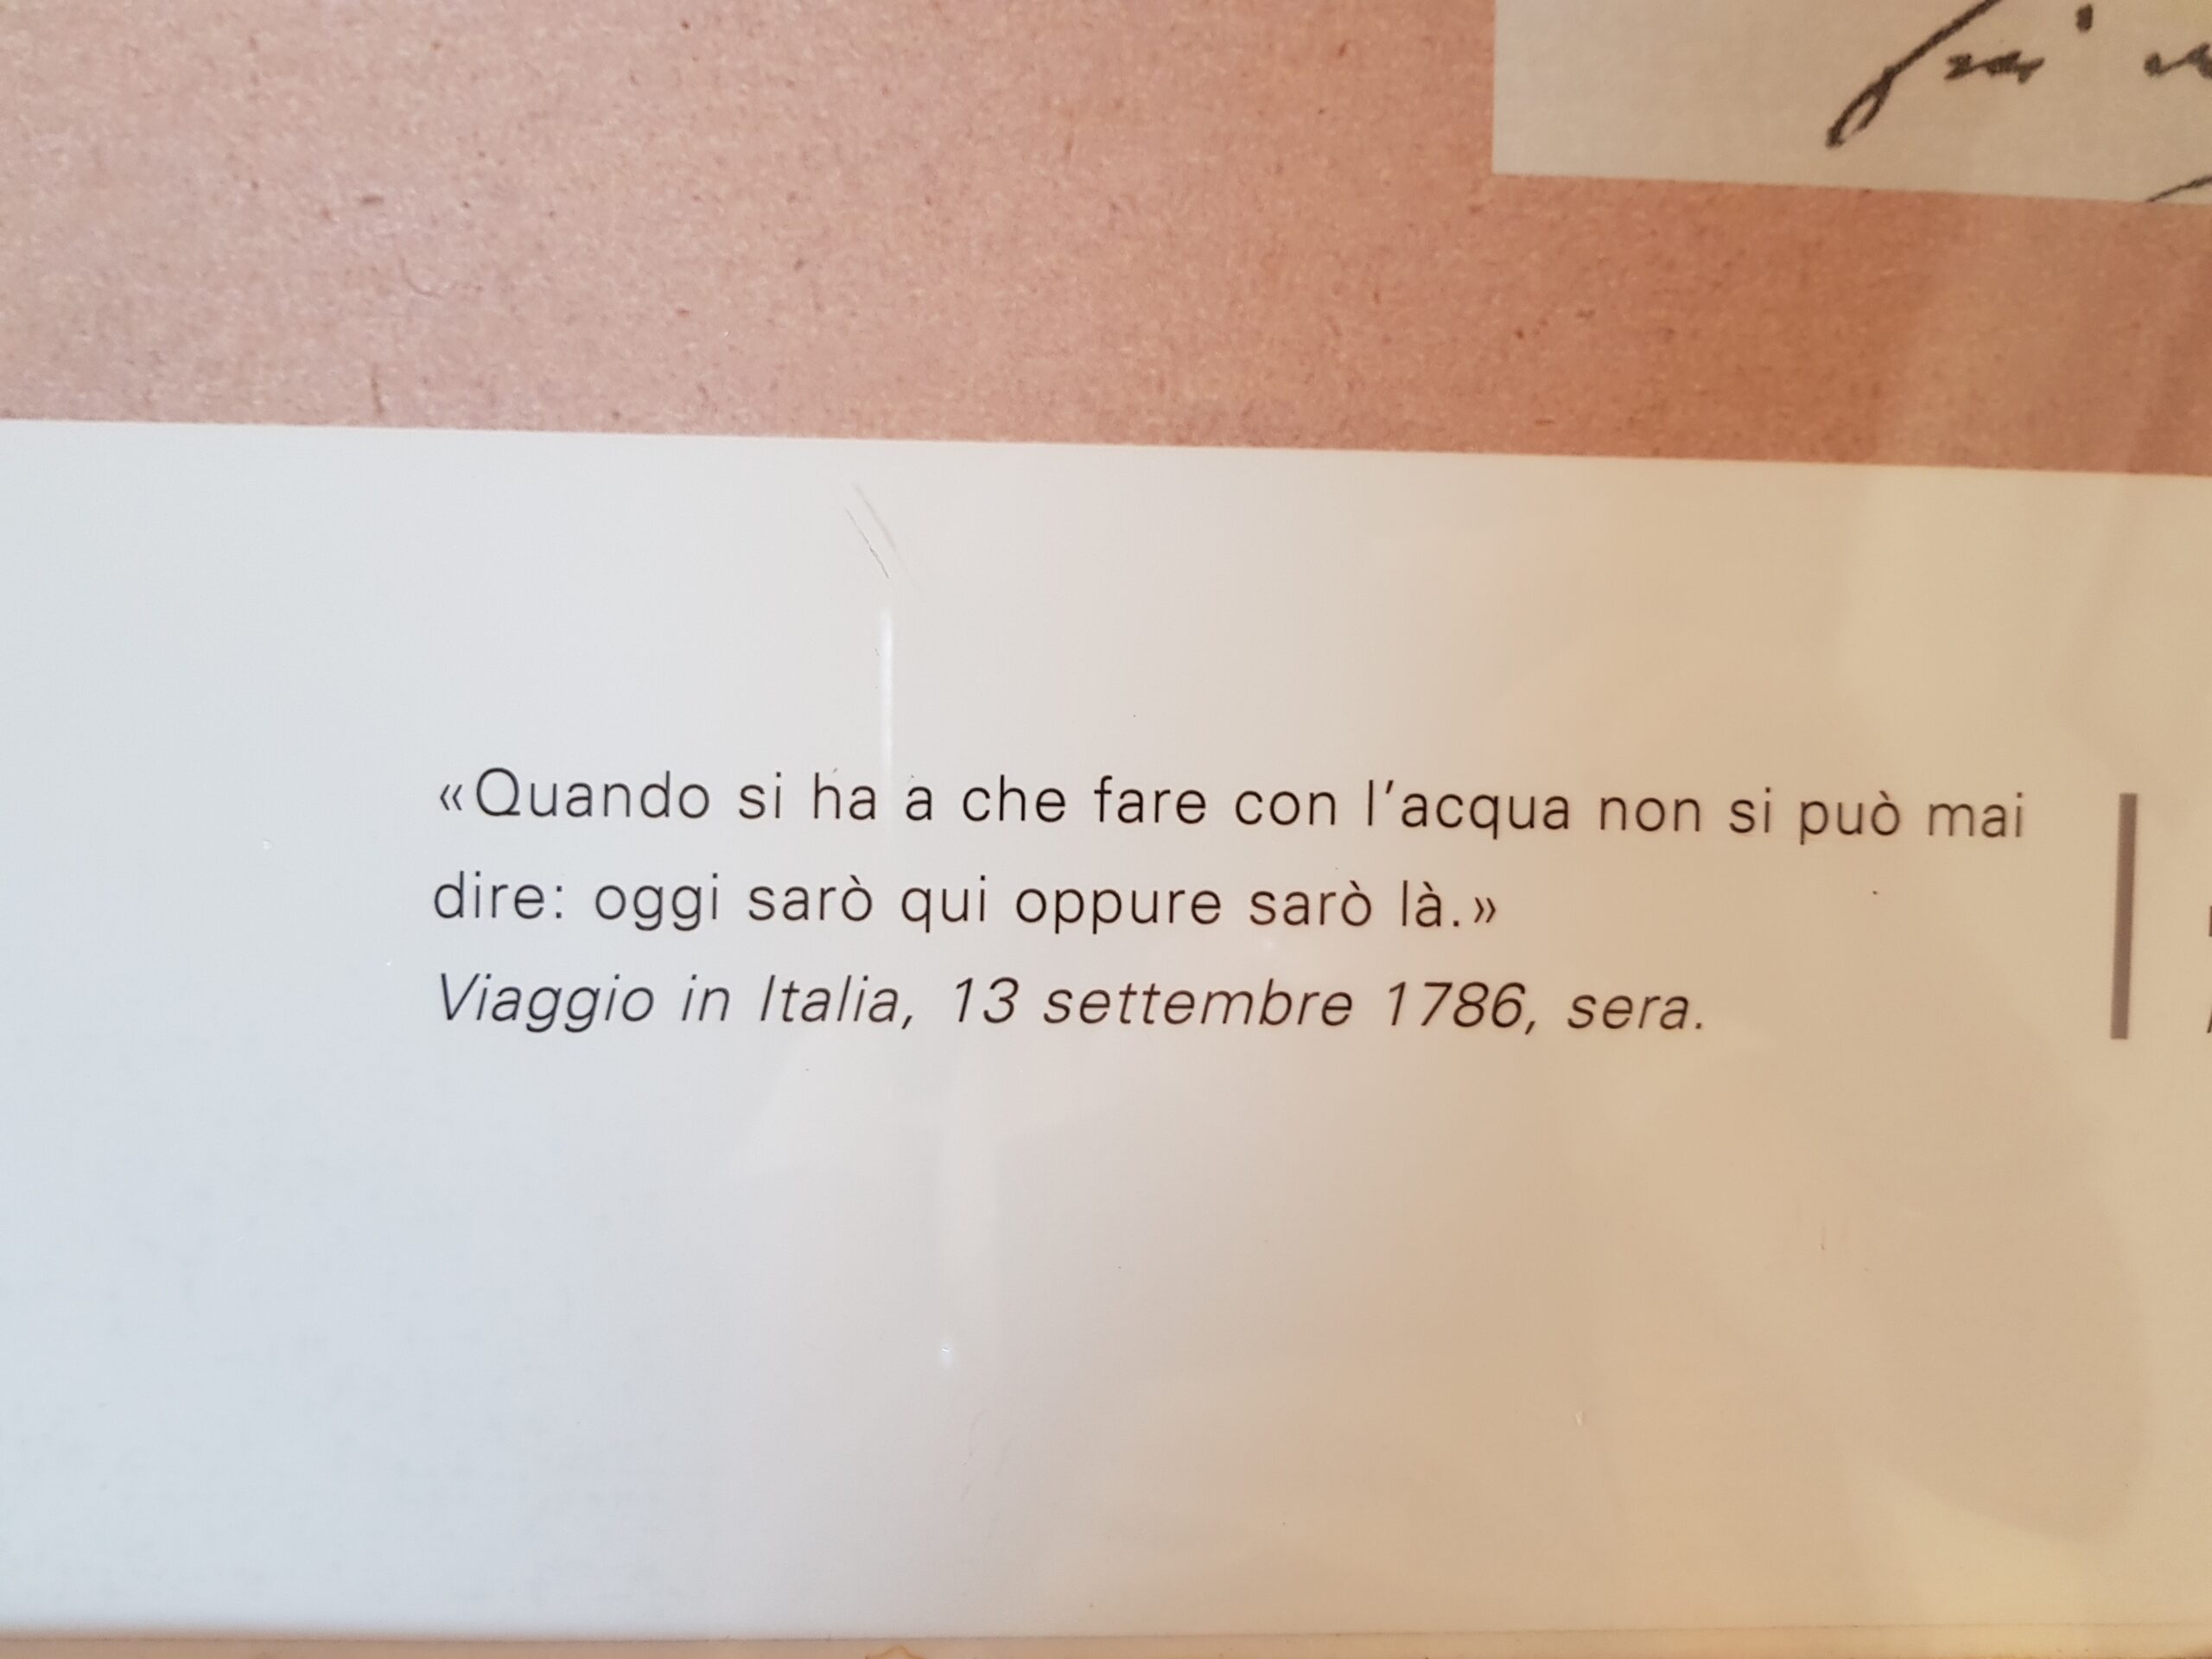 «Quando si ha a che fare con l'acqua non si può mai
dire: oggi sarò qui oppure sarò là.»
Viaggio in Italia, 13 settembre 1786, sera.